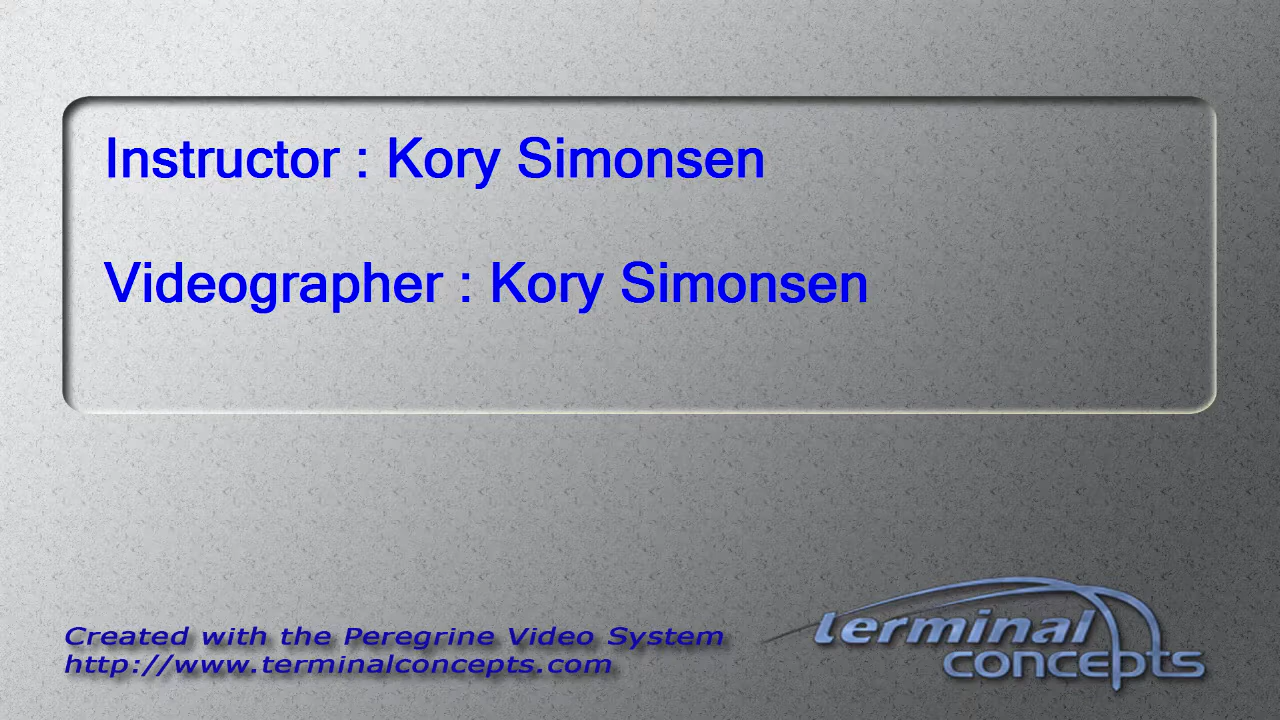 Instructor : Kory Simonsen
Videographer : Kory Simonsen
Created with the Peregrine Video System
http://www.terminalconcepts.com
terminal
concepts